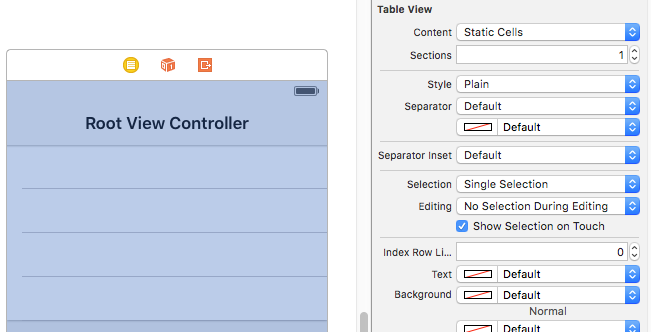 Table View
Content Static Cells
Sections 1
Style Plain
Separator Default
Default
Root View Controller
Separator Inset Default
Selection Single Selection
Editing No Selection During Editing
Show Selection on Touch
Index Row Li... 0
Text Default
Background Default
Normal
Default